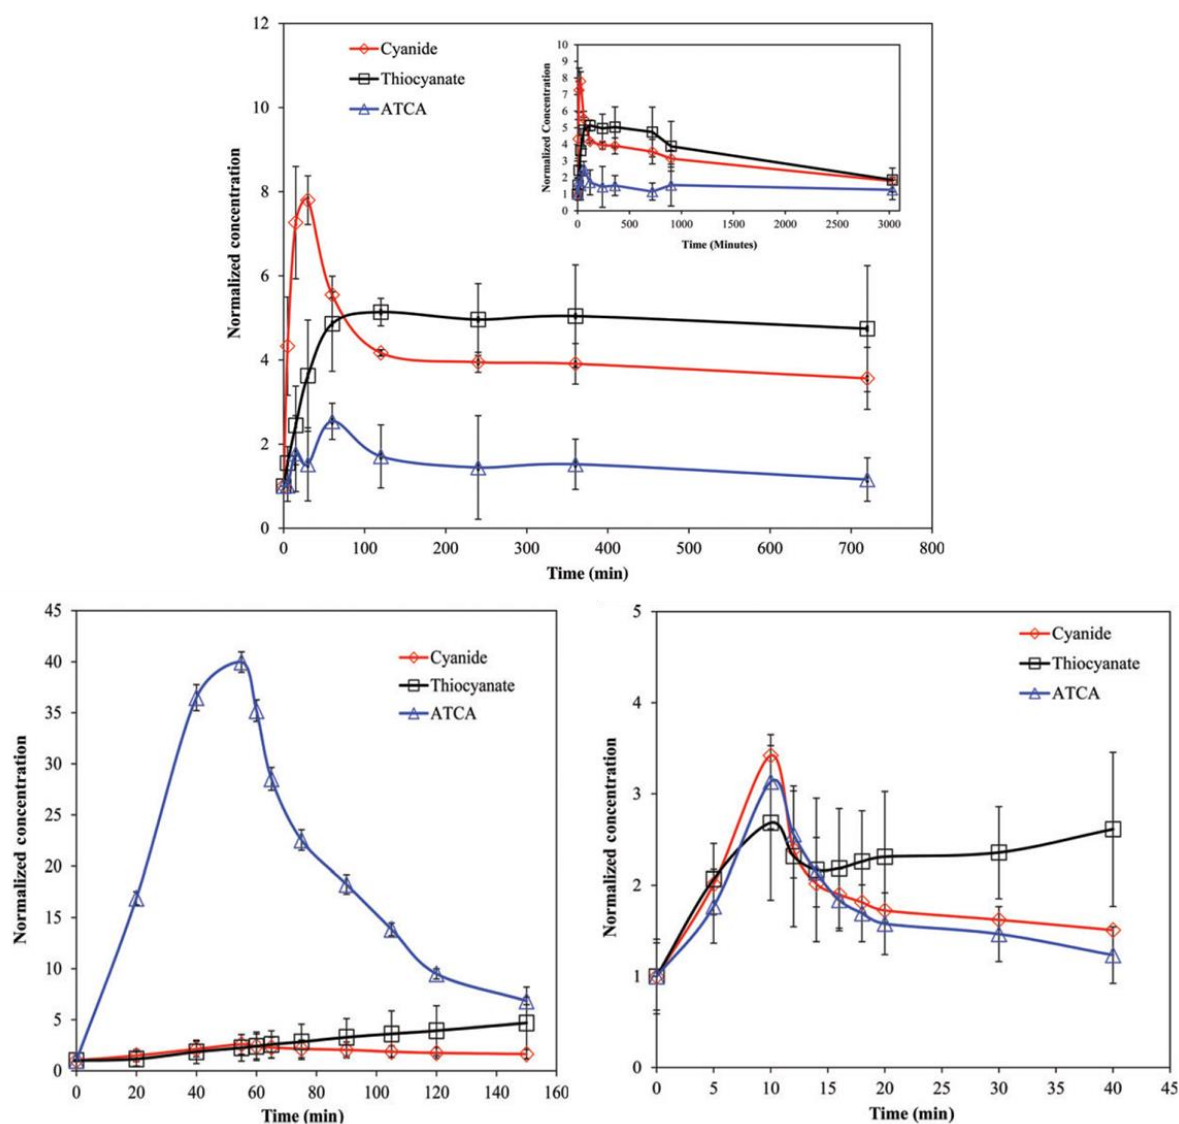 12
10
8
6
4
2
0
Normalized concentration
Cyanide
Thiocyanate
ATCA
0 100 200 300 400 500 600 700 800
Time (min)
10
9
8
7
6
5
4
3
2
1
0
Normalized Concentration
0 500 1000 1500 2000 2500 3000
Time (Minutes)
45
40
35
30
25
20
15
10
5
0
Normalized concentration
Cyanide
Thiocyanate
ATCA
0 20 40 60 80 100 120 140 160
Time (min)
5
4
3
2
1
0
Normalized concentration
Cyanide
Thiocyanate
ATCA
0 5 10 15 20 25 30 35 40 45
Time (min)